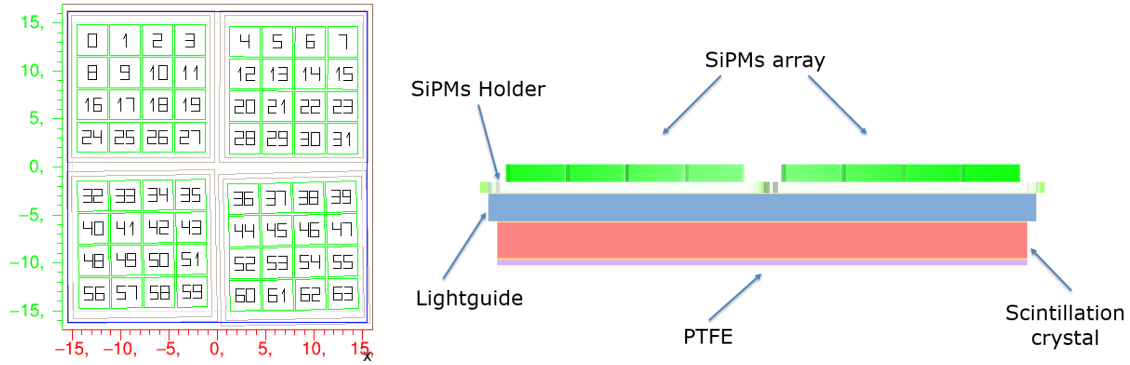 15,
10,
5,
0,
−5,
−10,
−15,
0 1 2 3 4 5 6 7
8 9 10 11 12 13 14 15
16 17 18 19 20 21 22 23
24 25 26 27 28 29 30 31
32 33 34 35 36 37 38 39
40 41 42 43 44 45 46 47
48 49 50 51 52 53 54 55
56 57 58 59 60 61 62 63
−15, −10, −5, 0, 5, 10, 15,
x
SiPMs array
SiPMs Holder
Lightguide
PTFE
Scintillation
crystal